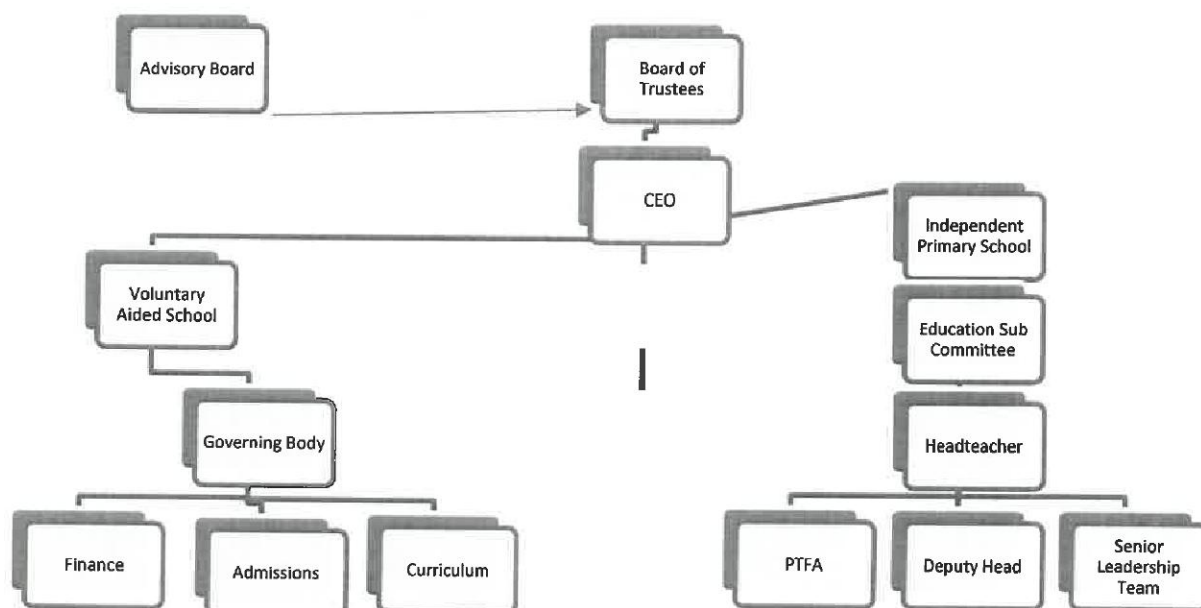 Advisory Board
Board of
Trustees
CEO
Independent
Primary School
Voluntary
Aided School
Education Sub
Committee
Governing Body
Headteacher
Finance
Admissions
Curriculum
PTFA
Deputy Head
Senior
Leadership
Team